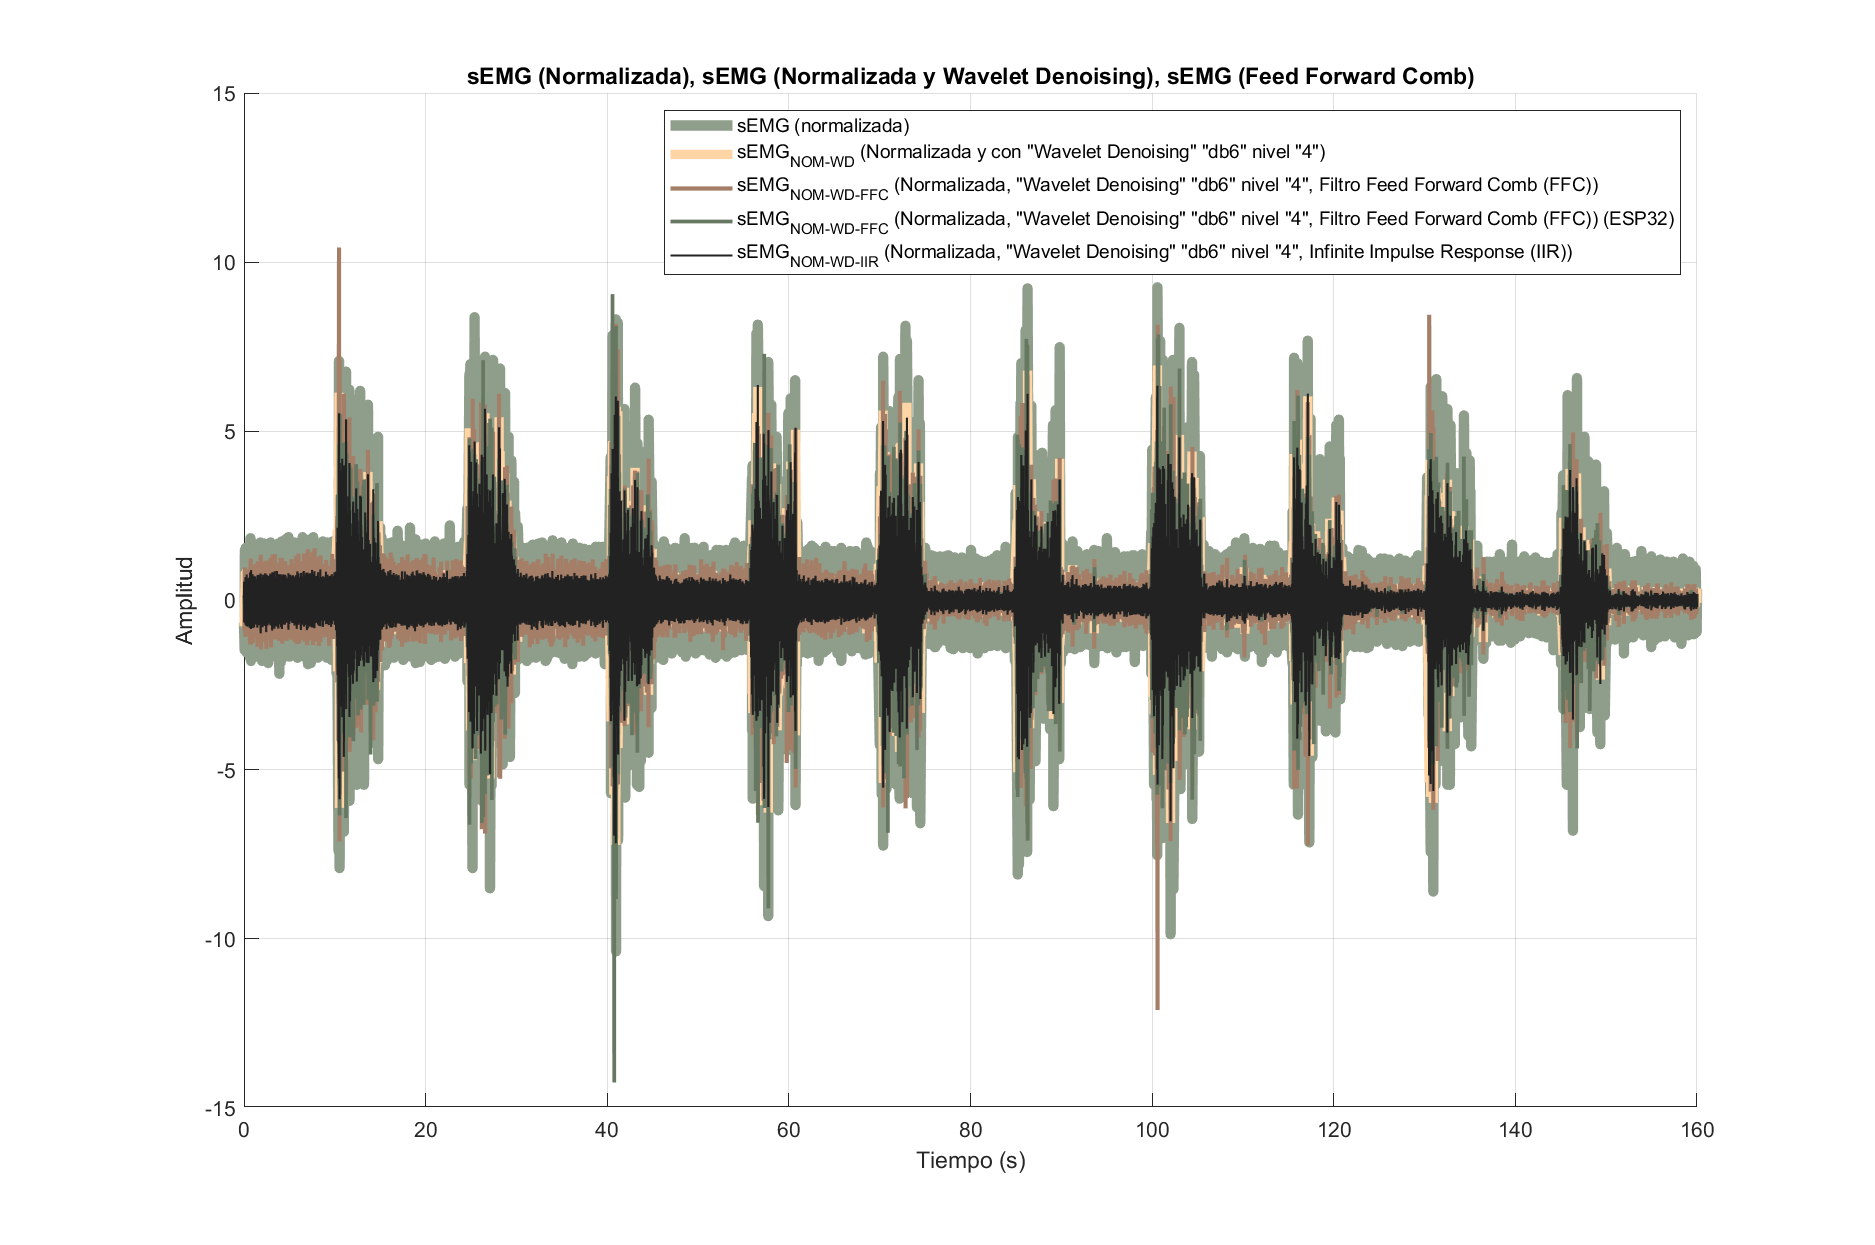 sEMG (Normalizada), sEMG (Normalizada y Wavelet Denoising), sEMG (Feed Forward Comb)
sEMG (normalizada)
sEMG_NOM-WD (Normalizada y con "Wavelet Denoising" "db6" nivel "4")
sEMG_NOM-WD-FFC (Normalizada, "Wavelet Denoising" "db6" nivel "4", Filtro Feed Forward Comb (FFC))
sEMG_NOM-WD-FFC (Normalizada, "Wavelet Denoising" "db6" nivel "4", Filtro Feed Forward Comb (FFC)) (ESP32)
sEMG_NOM-WD-IIR (Normalizada, "Wavelet Denoising" "db6" nivel "4", Infinite Impulse Response (IIR))
15
10
5
0
-5
-10
-15
Amplitud
0 20 40 60 80 100 120 140 160
Tiempo (s)